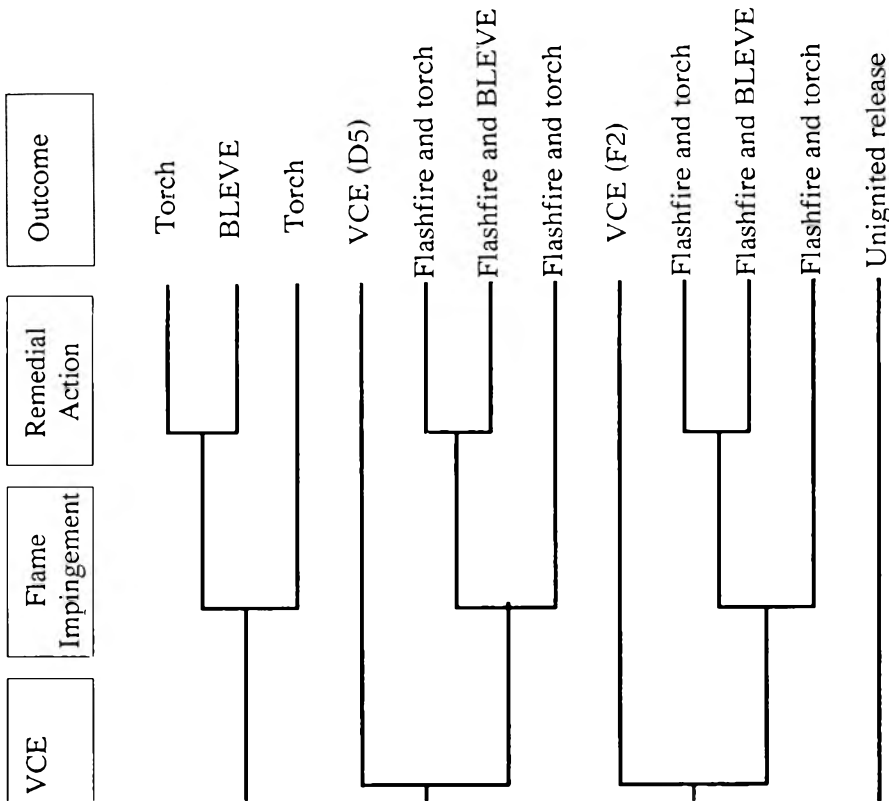 VCE
Flame
Impingement
Remedial
Action
Outcome
Torch
BLEVE
Torch
VCE (D5)
Flashfire and torch
Flashfire and BLEVE
Flashfire and torch
VCE (F2)
Flashfire and torch
Flashfire and BLEVE
Flashfire and torch
Unignited release